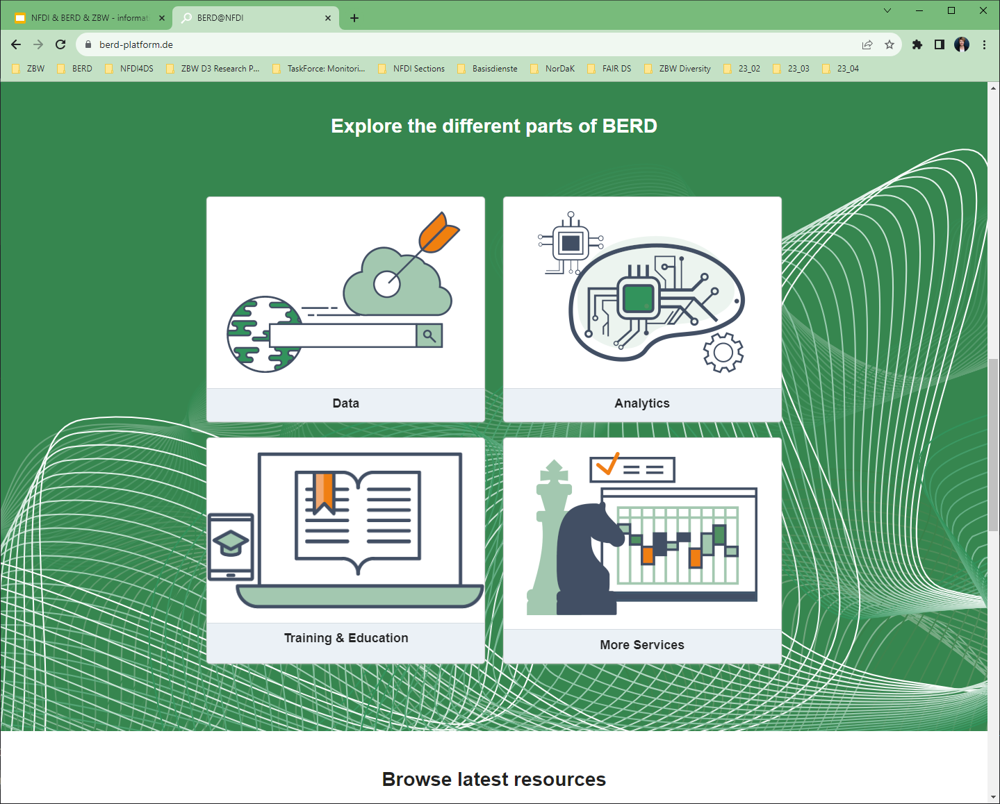 NFDI & BERD & ZBW - informati
BERD@NFDI
berd-platform.de
ZBW
BERD
NFDI4DS
ZBW D3 Research P...
TaskForce: Monitori...
NFDI Sections
Basisdienste
NorDaK
FAIR DS
ZBW Diversity
23_02
23_03
23_04
Explore the different parts of BERD
Data
Analytics
Training & Education
More Services
Browse latest resources